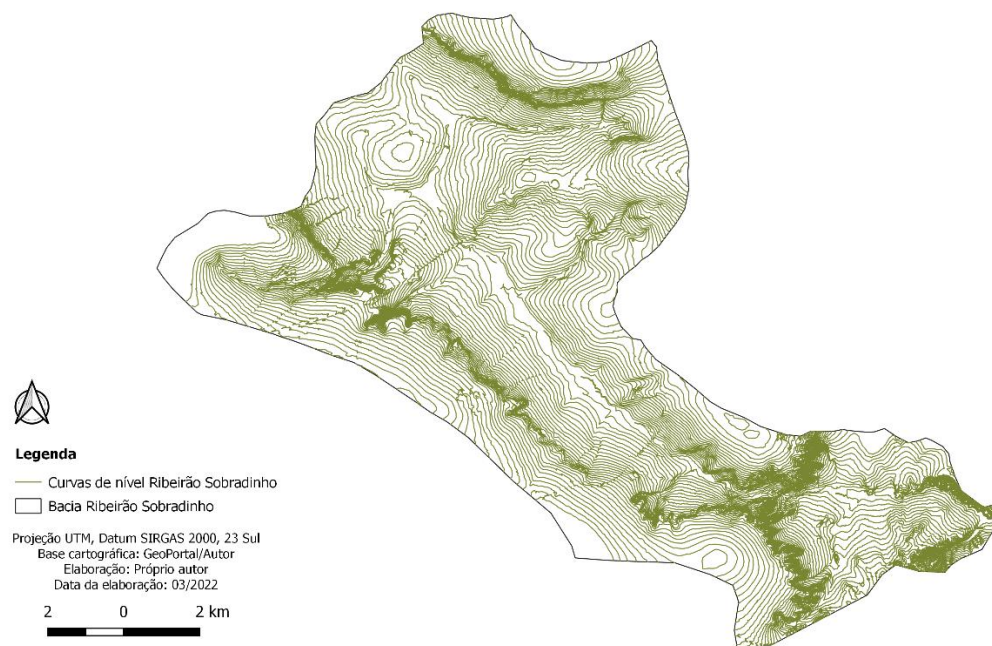 Legenda
Curvas de nível Ribeirão Sobradinho
Bacia Ribeirão Sobradinho
Projeção UTM, Datum SIRGAS 2000, 23 Sul
Base cartográfica: GeoPortal/Autor
Elaboração: Próprio autor
Data da elaboração: 03/2022
2 0 2 km